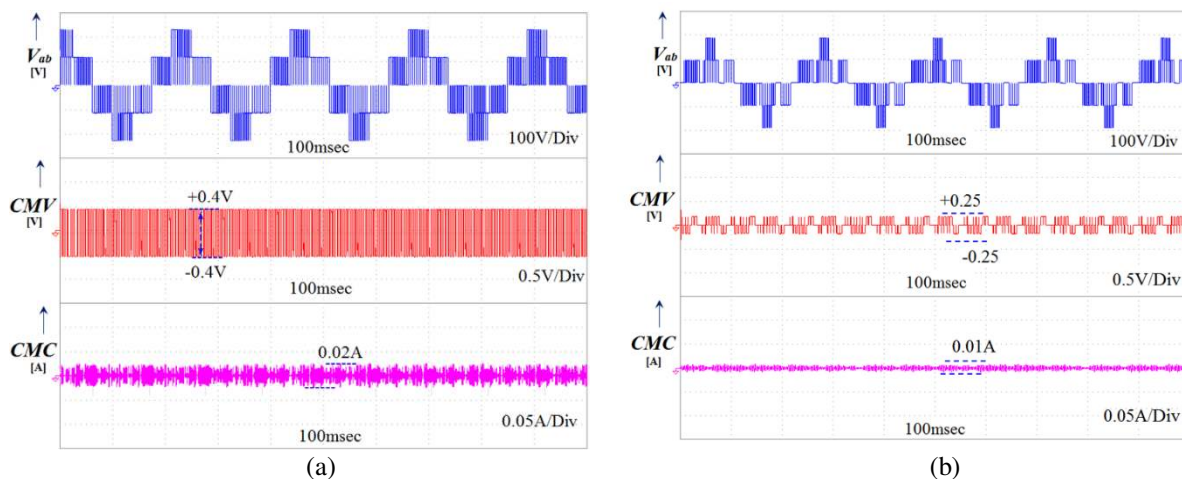 V_ab
[V]
100msec
100V/Div
CMV
[V]
+0.4V
-0.4V
100msec
0.5V/Div
CMC
[A]
0.02A
100msec
0.05A/Div
(a)
V_ab
[V]
100msec
100V/Div
CMV
[V]
+0.25
-0.25
100msec
0.5V/Div
CMC
[A]
0.01A
100msec
0.05A/Div
(b)